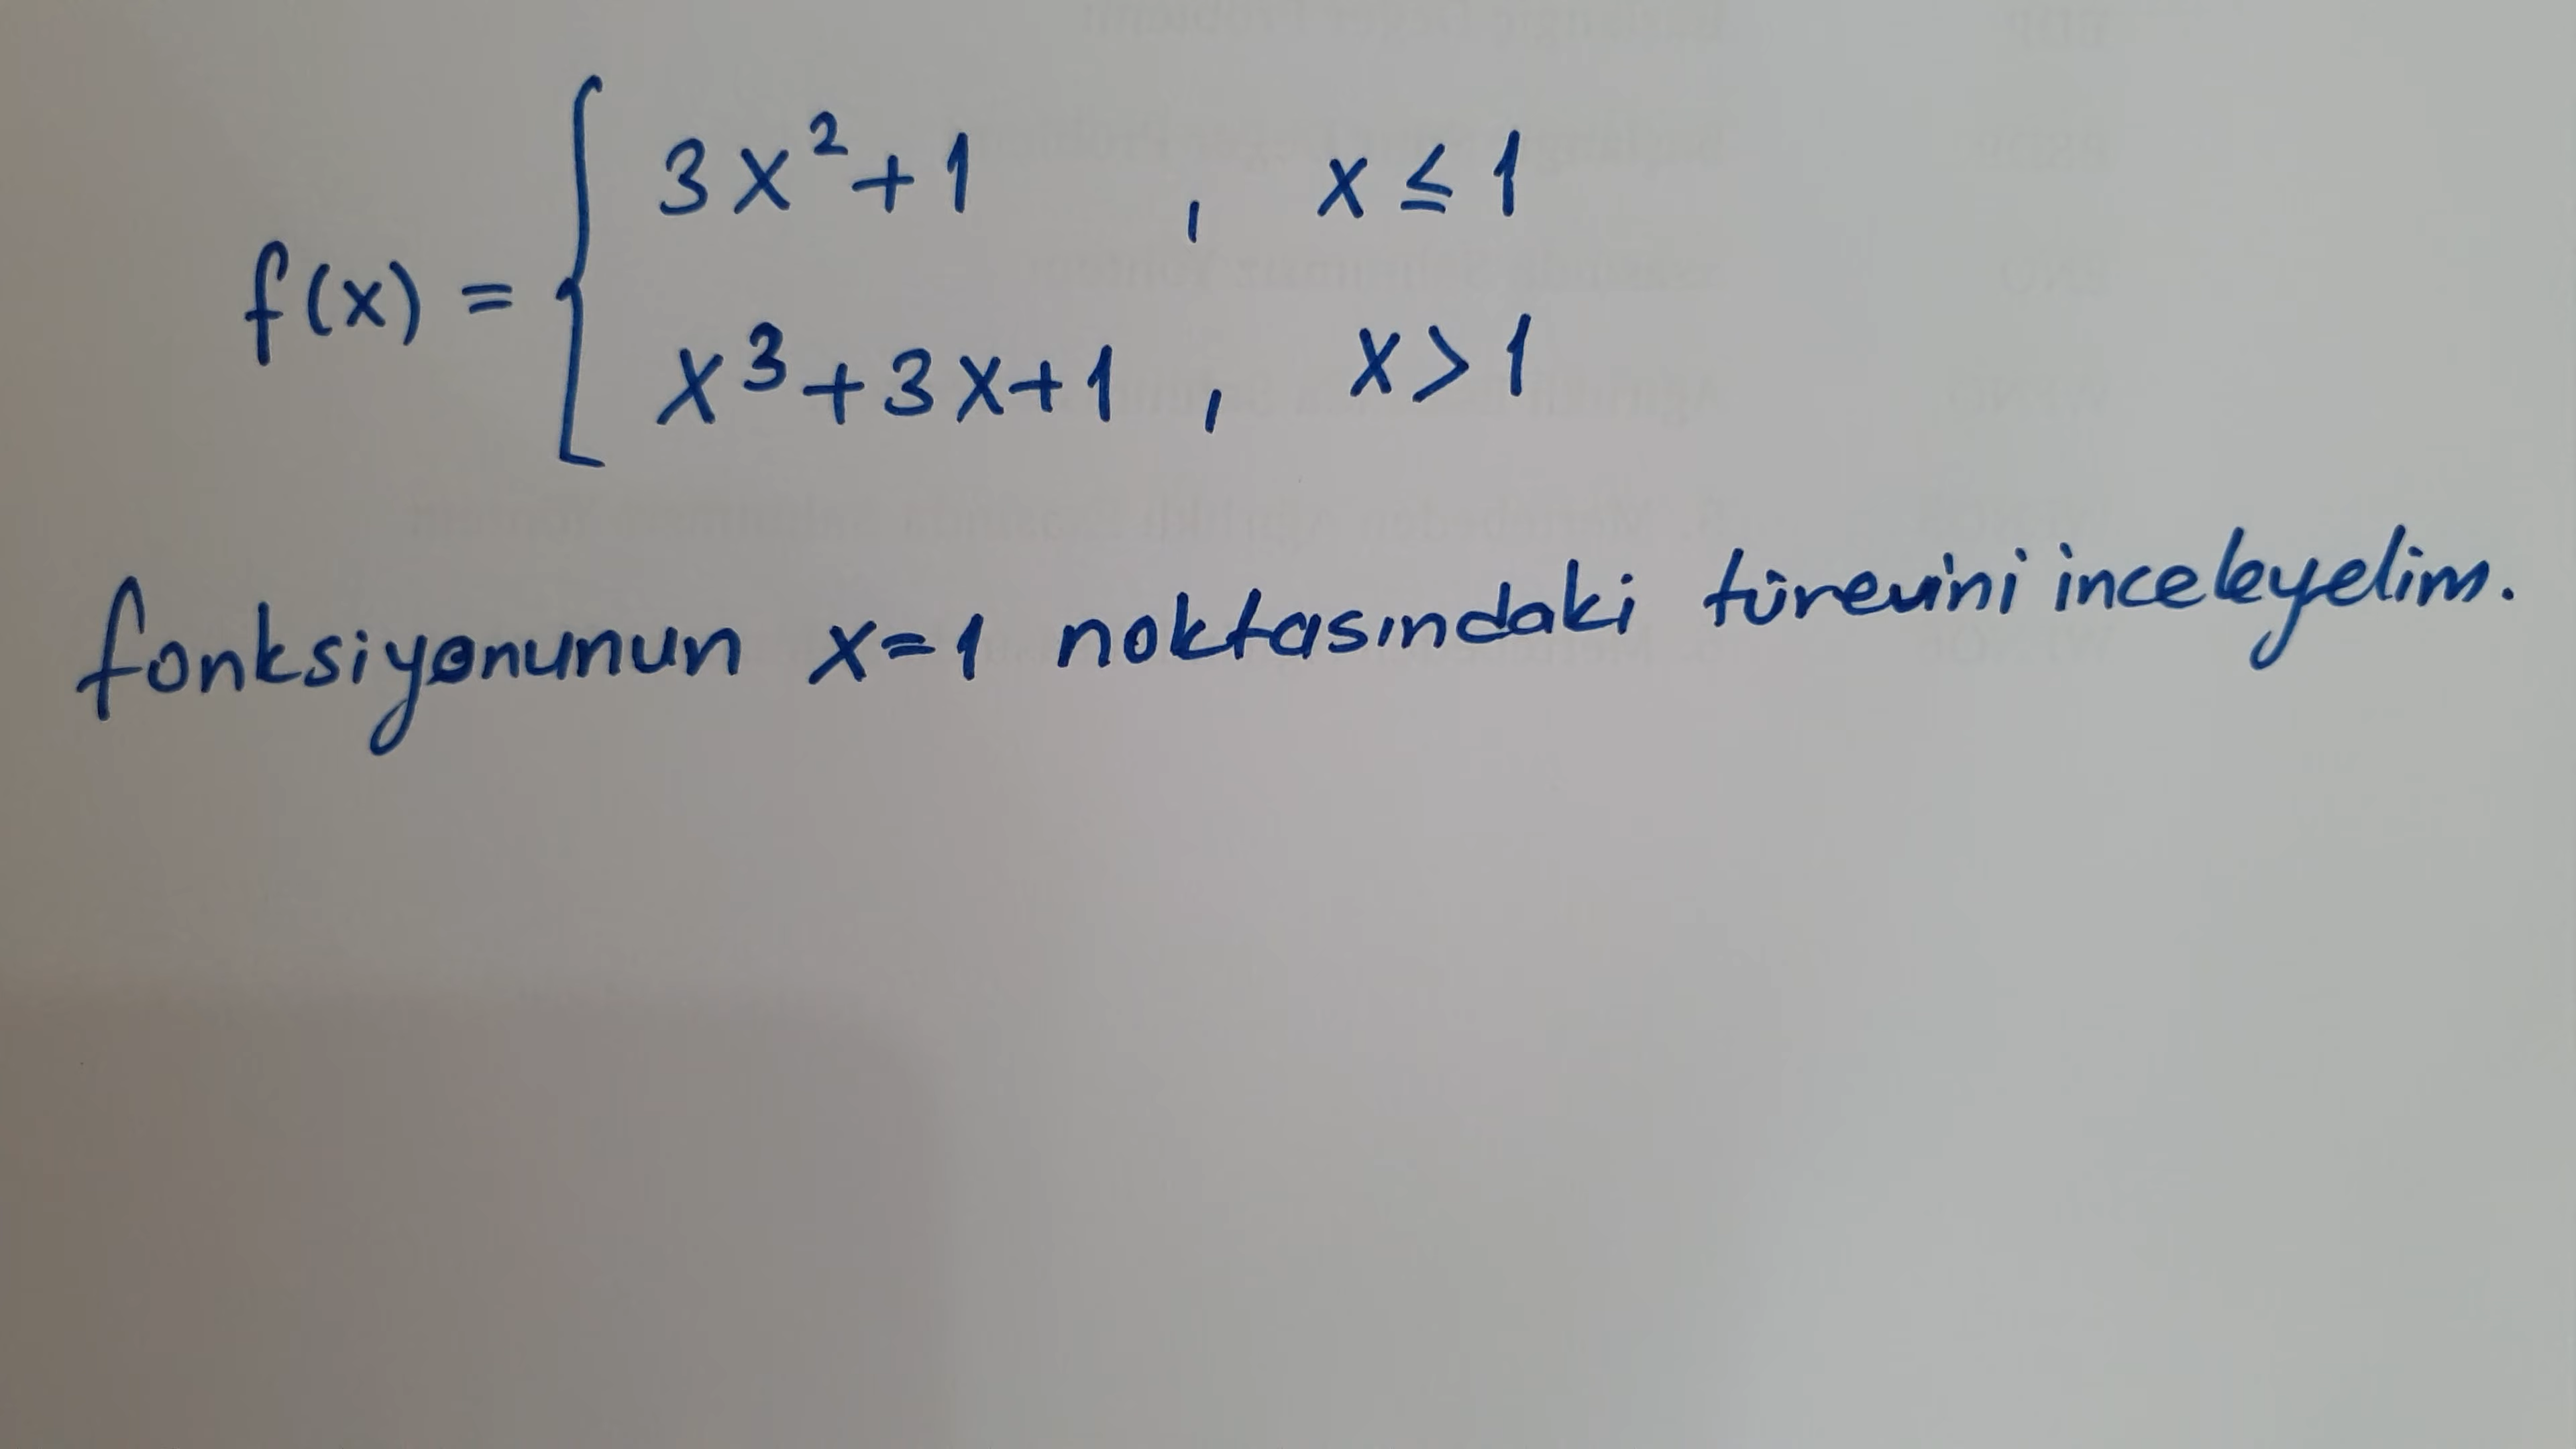 f(x) = { 3x²+1 , x ≤ 1
x³+3x+1 , x > 1
fonksiyonunun x=1 noktasındaki türevini inceleyelim.